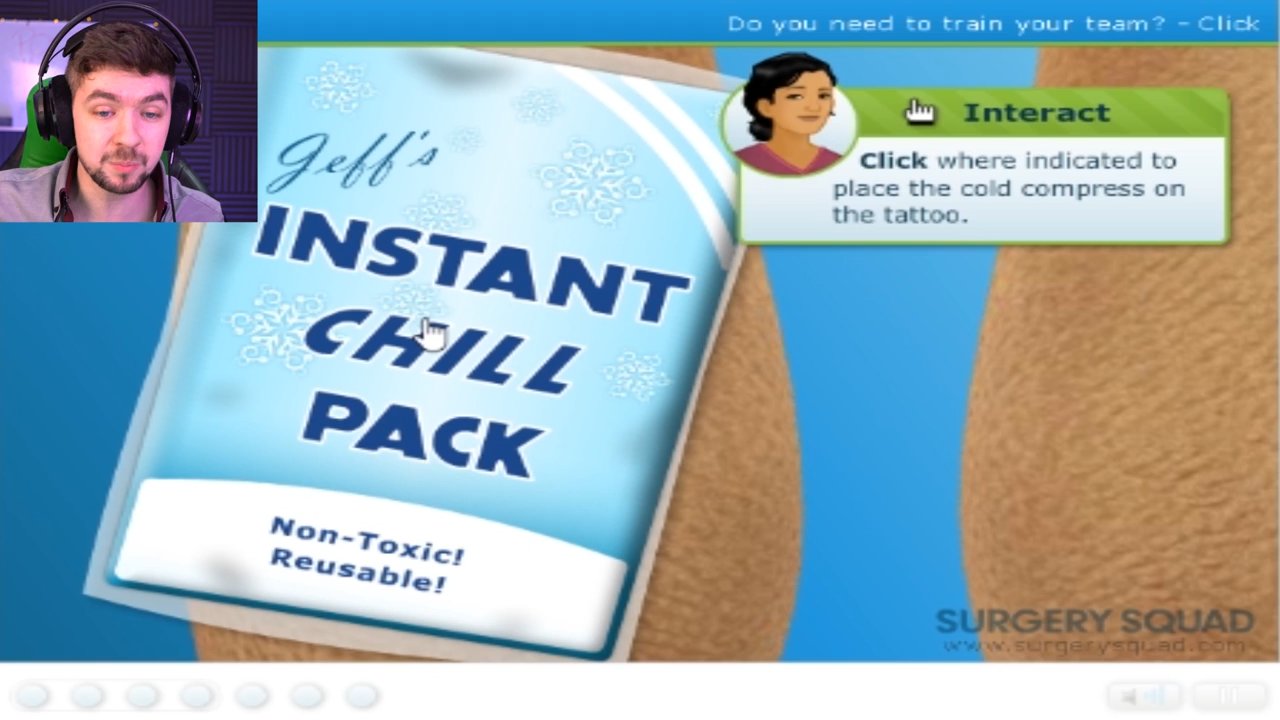 Do you need to train your team? - Click
Interact
Click where indicated to
place the cold compress on
the tattoo.
Jeff's
INSTANT
CHILL
PACK
Non-Toxic!
Reusable!
SURGERY SQUAD
www.surgerysquad.com